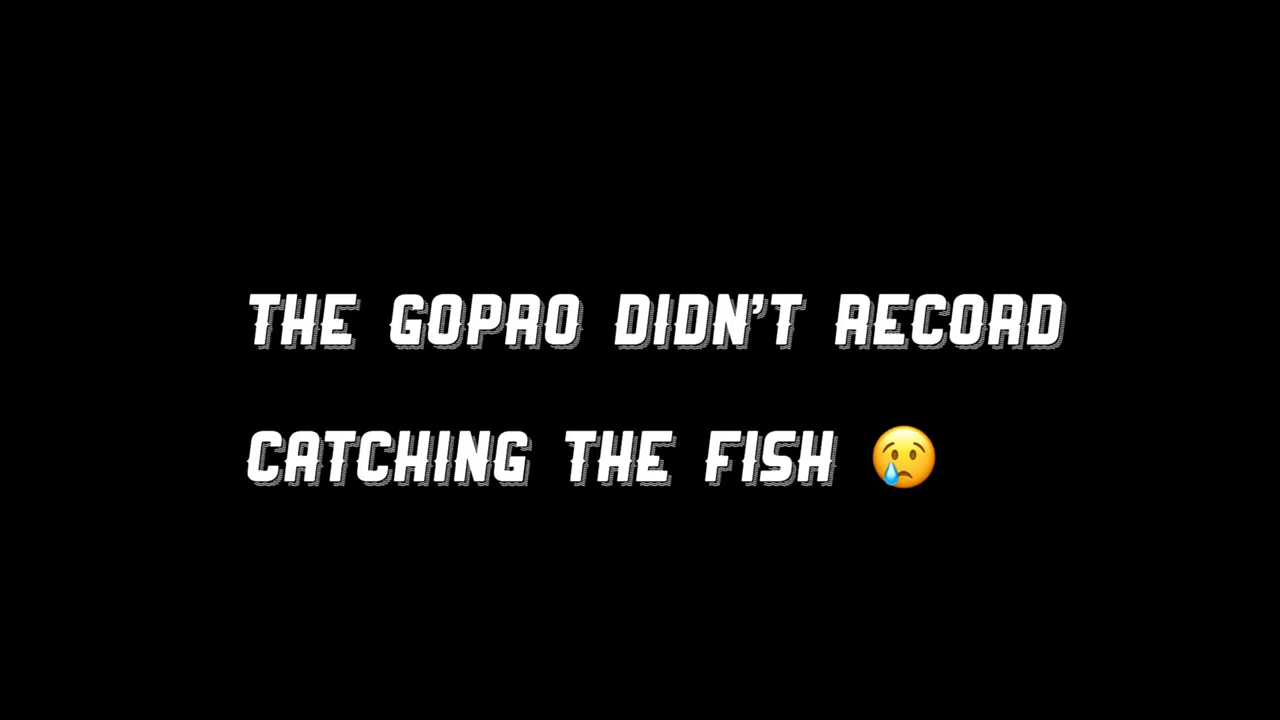 THE GOPRO DIDN'T RECORD
CATCHING THE FISH 😢